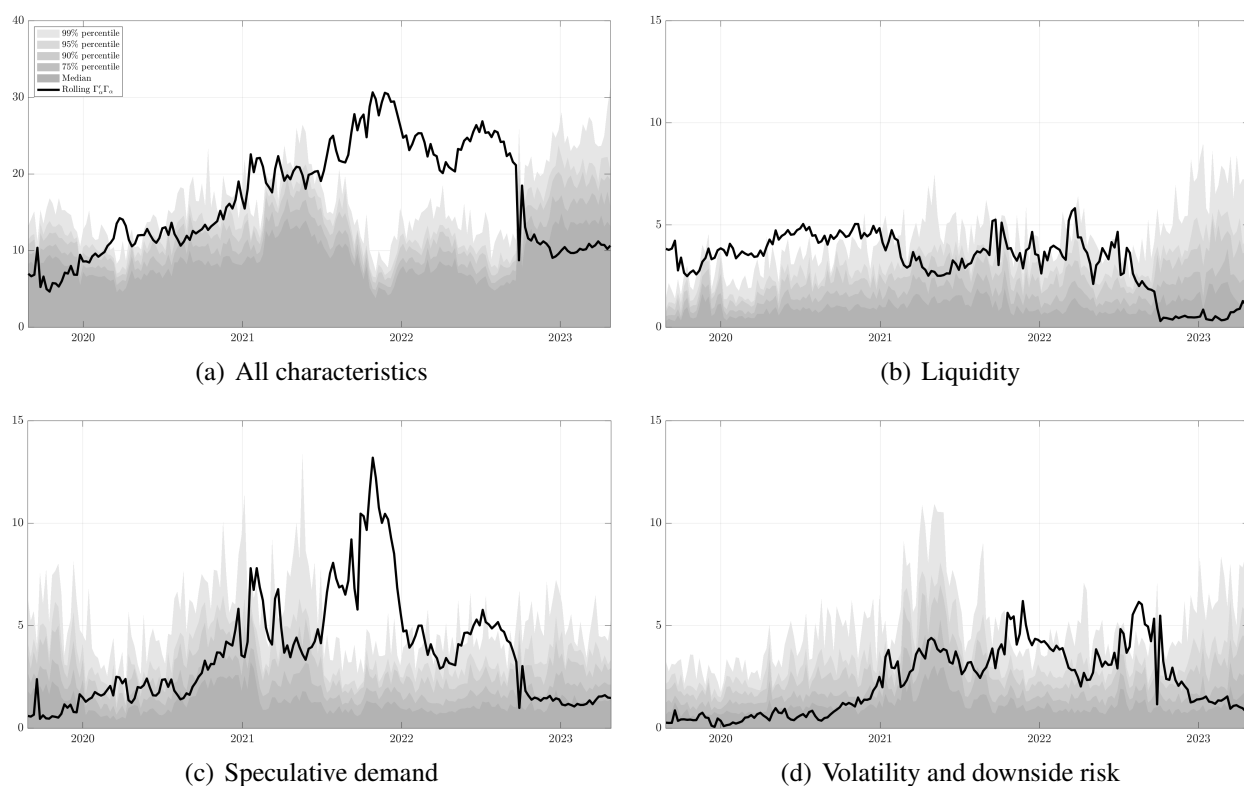 40
30
20
10
0
99% percentile
95% percentile
90% percentile
75% percentile
Median
Rolling Γ′αΓα
2020 2021 2022 2023
(a) All characteristics
15
10
5
0
2020 2021 2022 2023
(b) Liquidity
15
10
5
0
2020 2021 2022 2023
(c) Speculative demand
15
10
5
0
2020 2021 2022 2023
(d) Volatility and downside risk